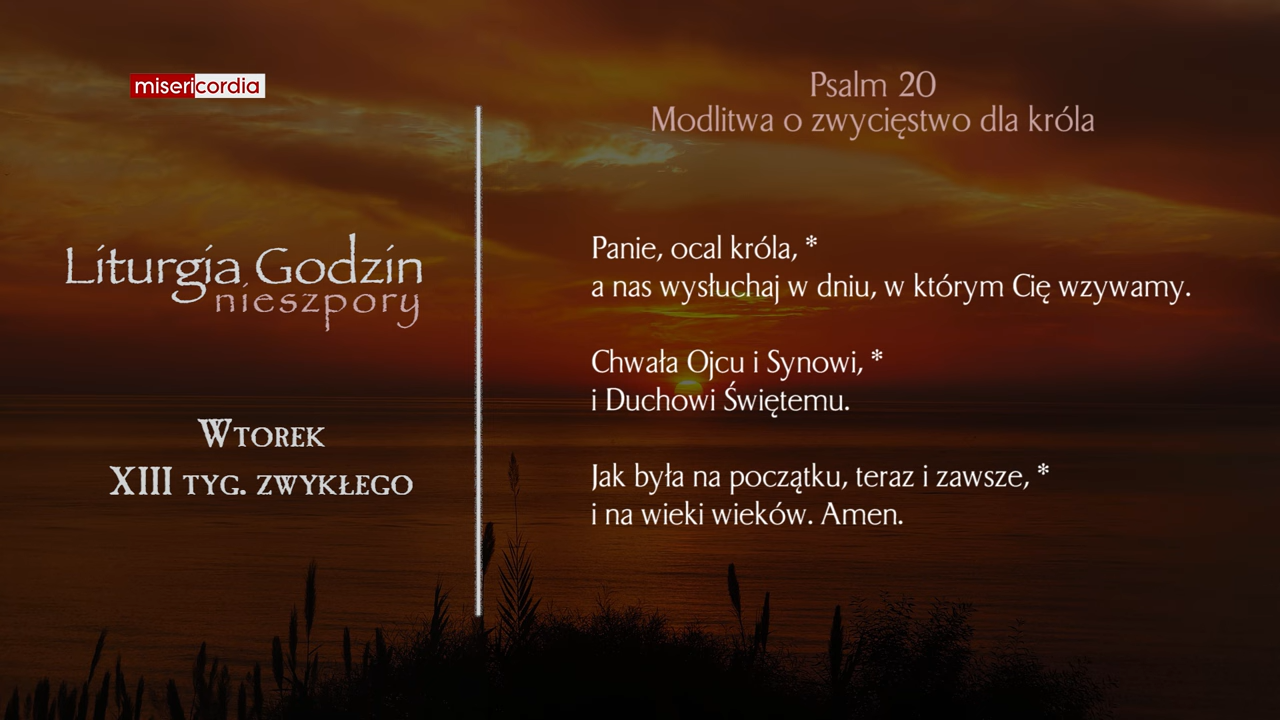 misericordia
Liturgia Godzin
nieszpory
Wtorek
XIII tyg. zwykłego
Psalm 20
Modlitwa o zwycięstwo dla króla
Panie, ocal króla, *
a nas wysłuchaj w dniu, w którym Cię wzywamy.
Chwała Ojcu i Synowi, *
i Duchowi Świętemu.
Jak była na początku, teraz i zawsze, *
i na wieki wieków. Amen.